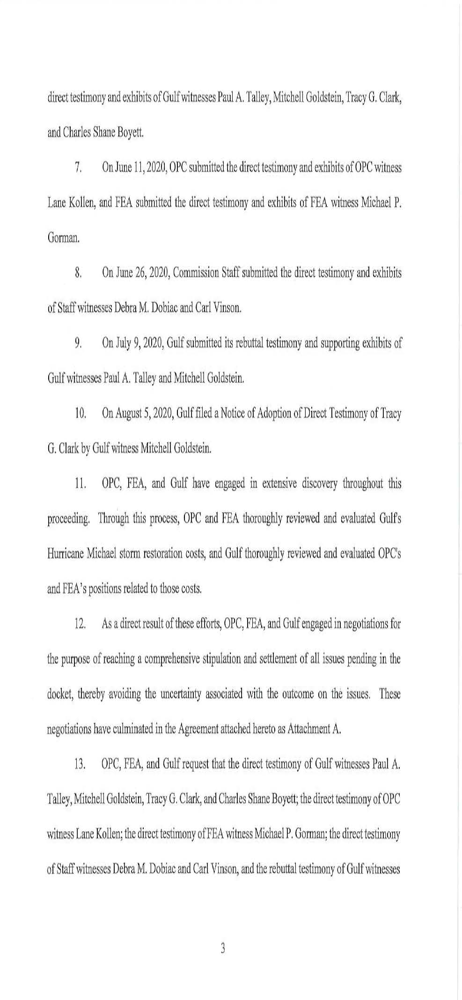 direct testimony and exhibits of Gulf witnesses Paul A. Talley, Mitchell Goldstein, Tracy G. Clark,
and Charles Shane Boyett.
7. On June 11, 2020, OPC submitted the direct testimony and exhibits of OPC witness
Lane Kollen, and FEA submitted the direct testimony and exhibits of FEA witness Michael P.
Gorman.
8. On June 26, 2020, Commission Staff submitted the direct testimony and exhibits
of Staff witnesses Debra M. Dobiac and Carl Vinson.
9. On July 9, 2020, Gulf submitted its rebuttal testimony and supporting exhibits of
Gulf witnesses Paul A. Talley and Mitchell Goldstein.
10. On August 5, 2020, Gulf filed a Notice of Adoption of Direct Testimony of Tracy
G. Clark by Gulf witness Mitchell Goldstein.
11. OPC, FEA, and Gulf have engaged in extensive discovery throughout this
proceeding. Through this process, OPC and FEA thoroughly reviewed and evaluated Gulf's
Hurricane Michael storm restoration costs, and Gulf thoroughly reviewed and evaluated OPC's
and FEA's positions related to those costs.
12. As a direct result of these efforts, OPC, FEA, and Gulf engaged in negotiations for
the purpose of reaching a comprehensive stipulation and settlement of all issues pending in the
docket, thereby avoiding the uncertainty associated with the outcome on the issues. These
negotiations have culminated in the Agreement attached hereto as Attachment A.
13. OPC, FEA, and Gulf request that the direct testimony of Gulf witnesses Paul A.
Talley, Mitchell Goldstein, Tracy G. Clark, and Charles Shane Boyett; the direct testimony of OPC
witness Lane Kollen; the direct testimony of FEA witness Michael P. Gorman; the direct testimony
of Staff witnesses Debra M. Dobiac and Carl Vinson, and the rebuttal testimony of Gulf witnesses
3